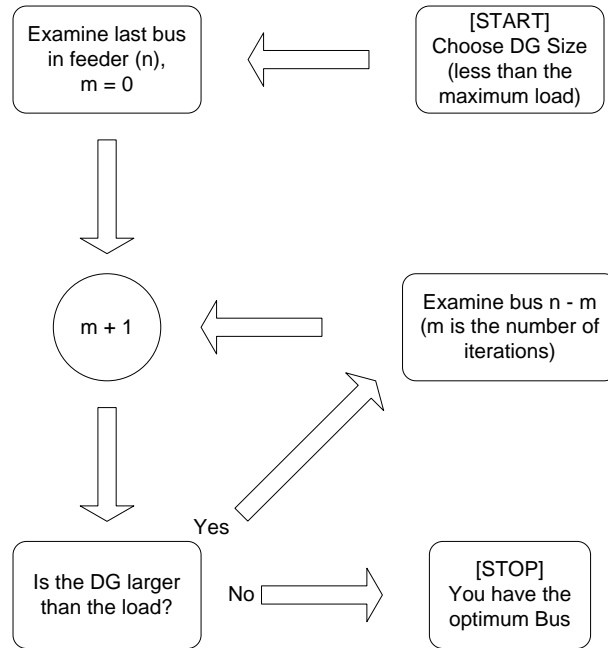 [START]
Choose DG Size
(less than the
maximum load)
Examine last bus
in feeder (n),
m = 0
m + 1
Is the DG larger
than the load?
Yes
Examine bus n - m
(m is the number of
iterations)
No
[STOP]
You have the
optimum Bus